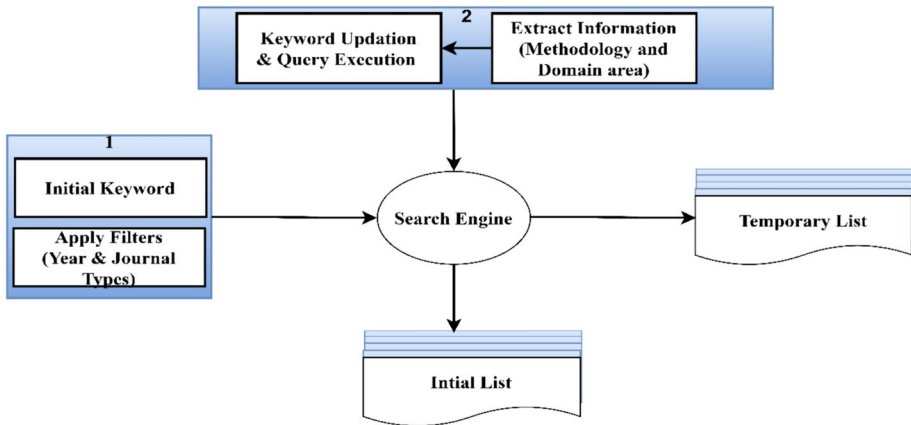 2
Keyword Updation
& Query Execution
Extract Information
(Methodology and
Domain area)
1
Initial Keyword
Apply Filters
(Year & Journal
Types)
Search Engine
Temporary List
Intial List